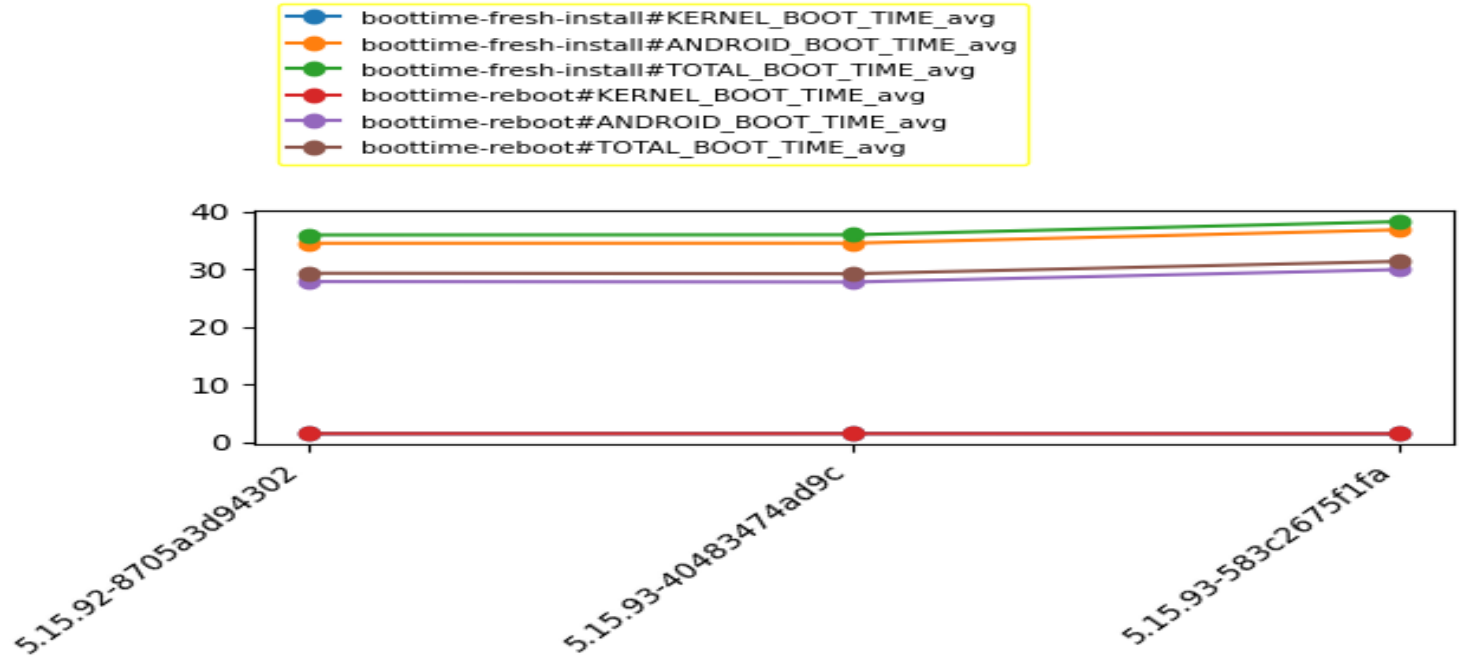 boottime-fresh-install#KERNEL_BOOT_TIME_avg
boottime-fresh-install#ANDROID_BOOT_TIME_avg
boottime-fresh-install#TOTAL_BOOT_TIME_avg
boottime-reboot#KERNEL_BOOT_TIME_avg
boottime-reboot#ANDROID_BOOT_TIME_avg
boottime-reboot#TOTAL_BOOT_TIME_avg
40
30
20
10
0
5.15.92-8705a3d94302
5.15.93-40483474ad9c
5.15.93-583c2675f1fa